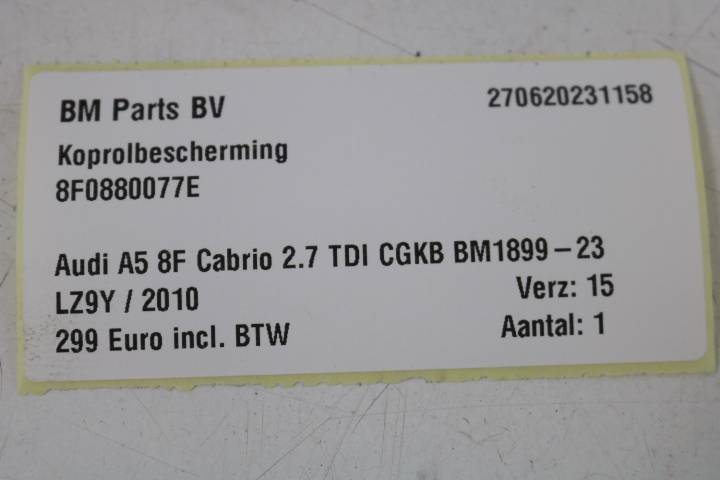 BM Parts BV 270620231158
Koprolbescherming
8F0880077E
Audi A5 8F Cabrio 2.7 TDI CGKB BM1899-23
LZ9Y / 2010 Verz: 15
299 Euro incl. BTW Aantal: 1